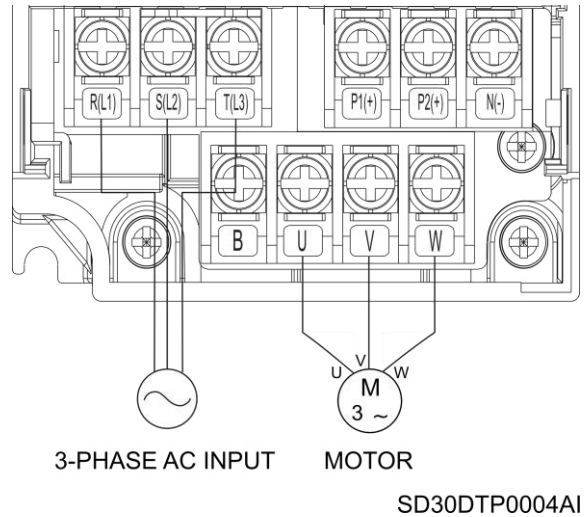 R(L1) S(L2) T(L3) P1(+) P2(+) N(-)
B U V W
U V W
M
3 ~
3-PHASE AC INPUT MOTOR
SD30DTP0004AI